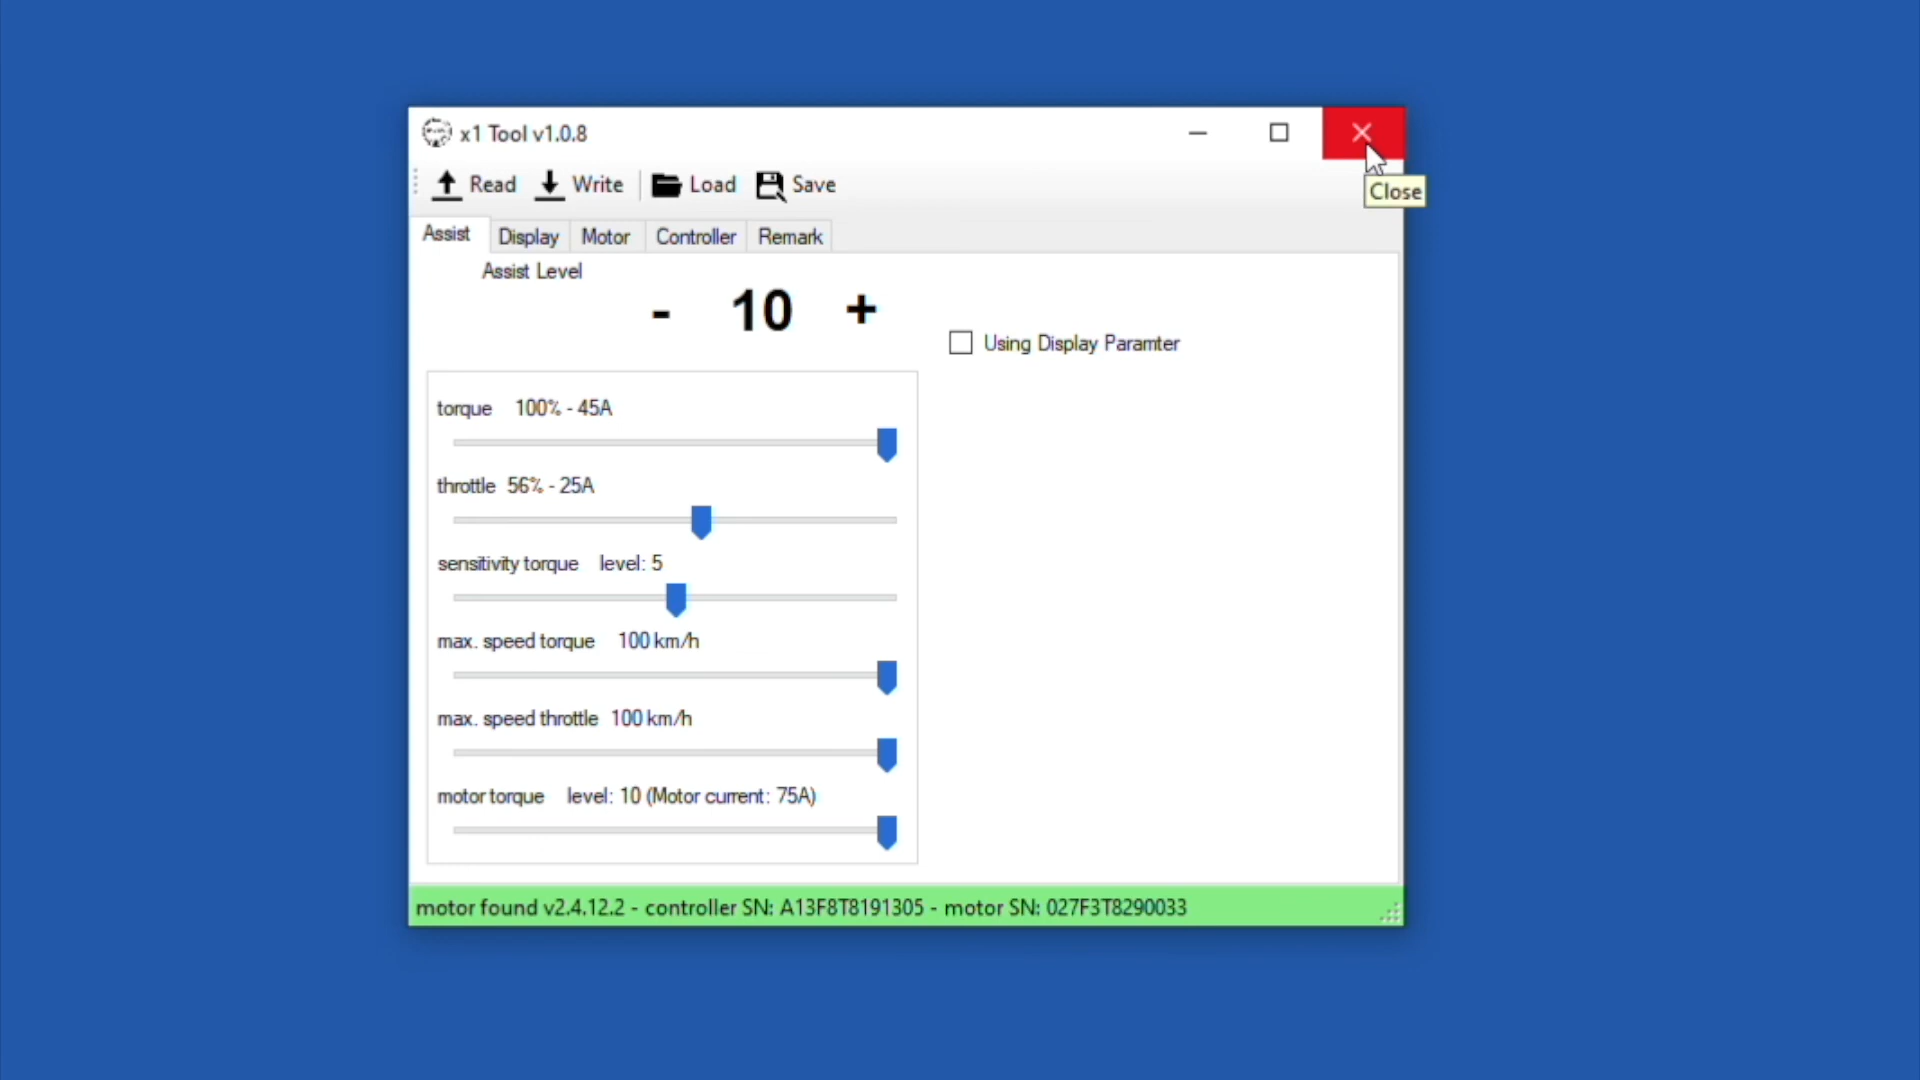 x1 Tool v1.0.8
Read Write Load Save
Close
Assist Display Motor Controller Remark
Assist Level
- 10 +
Using Display Paramter
torque 100% - 45A
throttle 56% - 25A
sensitivity torque level: 5
max. speed torque 100 km/h
max. speed throttle 100 km/h
motor torque level: 10 (Motor current: 75A)
motor found v2.4.12.2 - controller SN: A13F8T8191305 - motor SN: 027F3T8290033